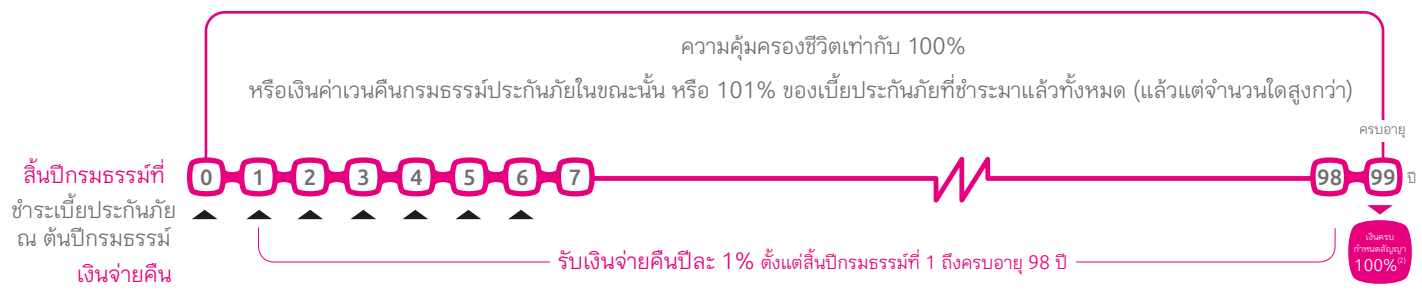 ความคุ้มครองชีวิตเท่ากับ 100%
หรือเงินค่าเวนคืนกรมธรรม์ประกันภัยในขณะนั้น หรือ 101% ของเบี้ยประกันภัยที่ชำระมาแล้วทั้งหมด (แล้วแต่จำนวนใดสูงกว่า)
ครบอายุ
สิ้นปีกรมธรรม์ที่ 0 1 2 3 4 5 6 7 98 99 ปี
ชำระเบี้ยประกันภัย
ณ ต้นปีกรมธรรม์
เงินจ่ายคืน
รับเงินจ่ายคืนปีละ 1% ตั้งแต่สิ้นปีกรมธรรม์ที่ 1 ถึงครบอายุ 98 ปี
เงินครบ
กำหนดสัญญา
100%(2)